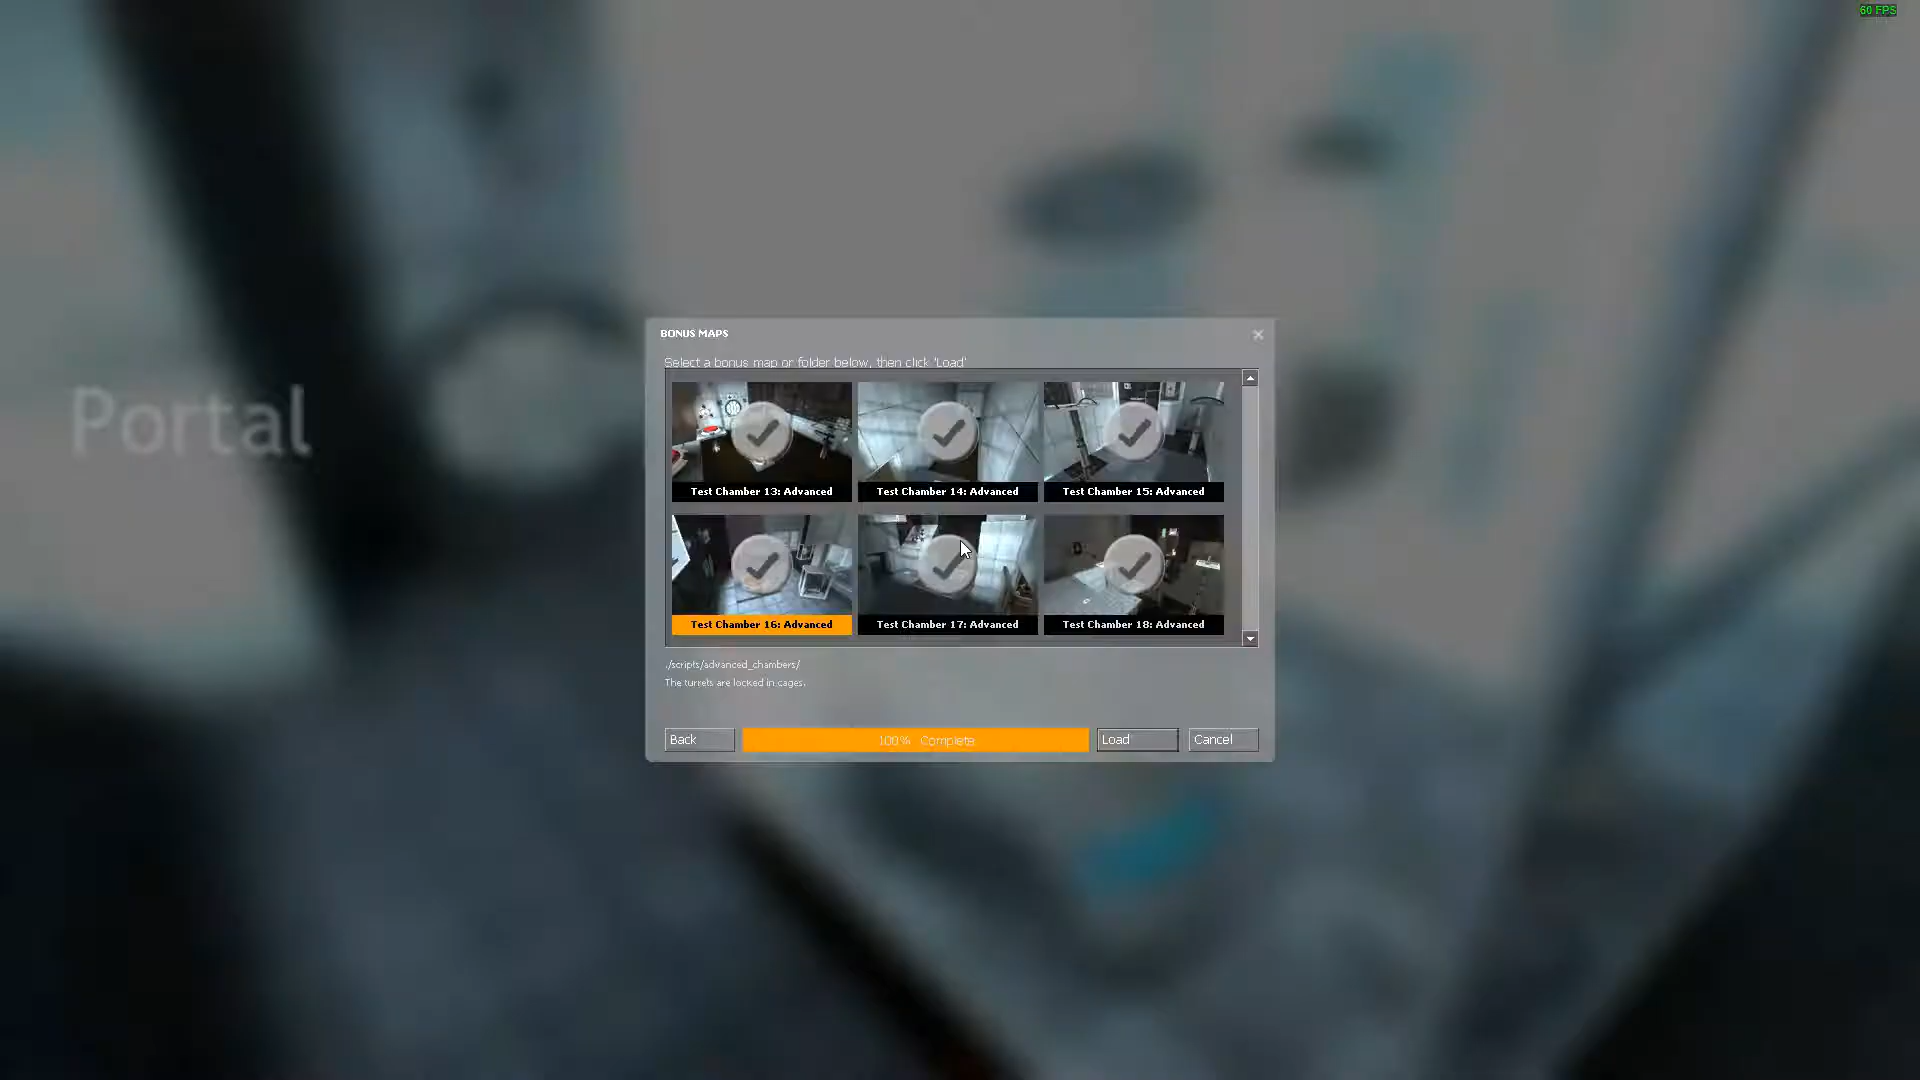 60 FPS
Portal
BONUS MAPS
Select a bonus map or folder below, then click 'Load'
Test Chamber 13: Advanced
Test Chamber 14: Advanced
Test Chamber 15: Advanced
Test Chamber 16: Advanced
Test Chamber 17: Advanced
Test Chamber 18: Advanced
./scripts/advanced_chambers/
The turrets are locked in cages.
Back
100% Complete
Load
Cancel